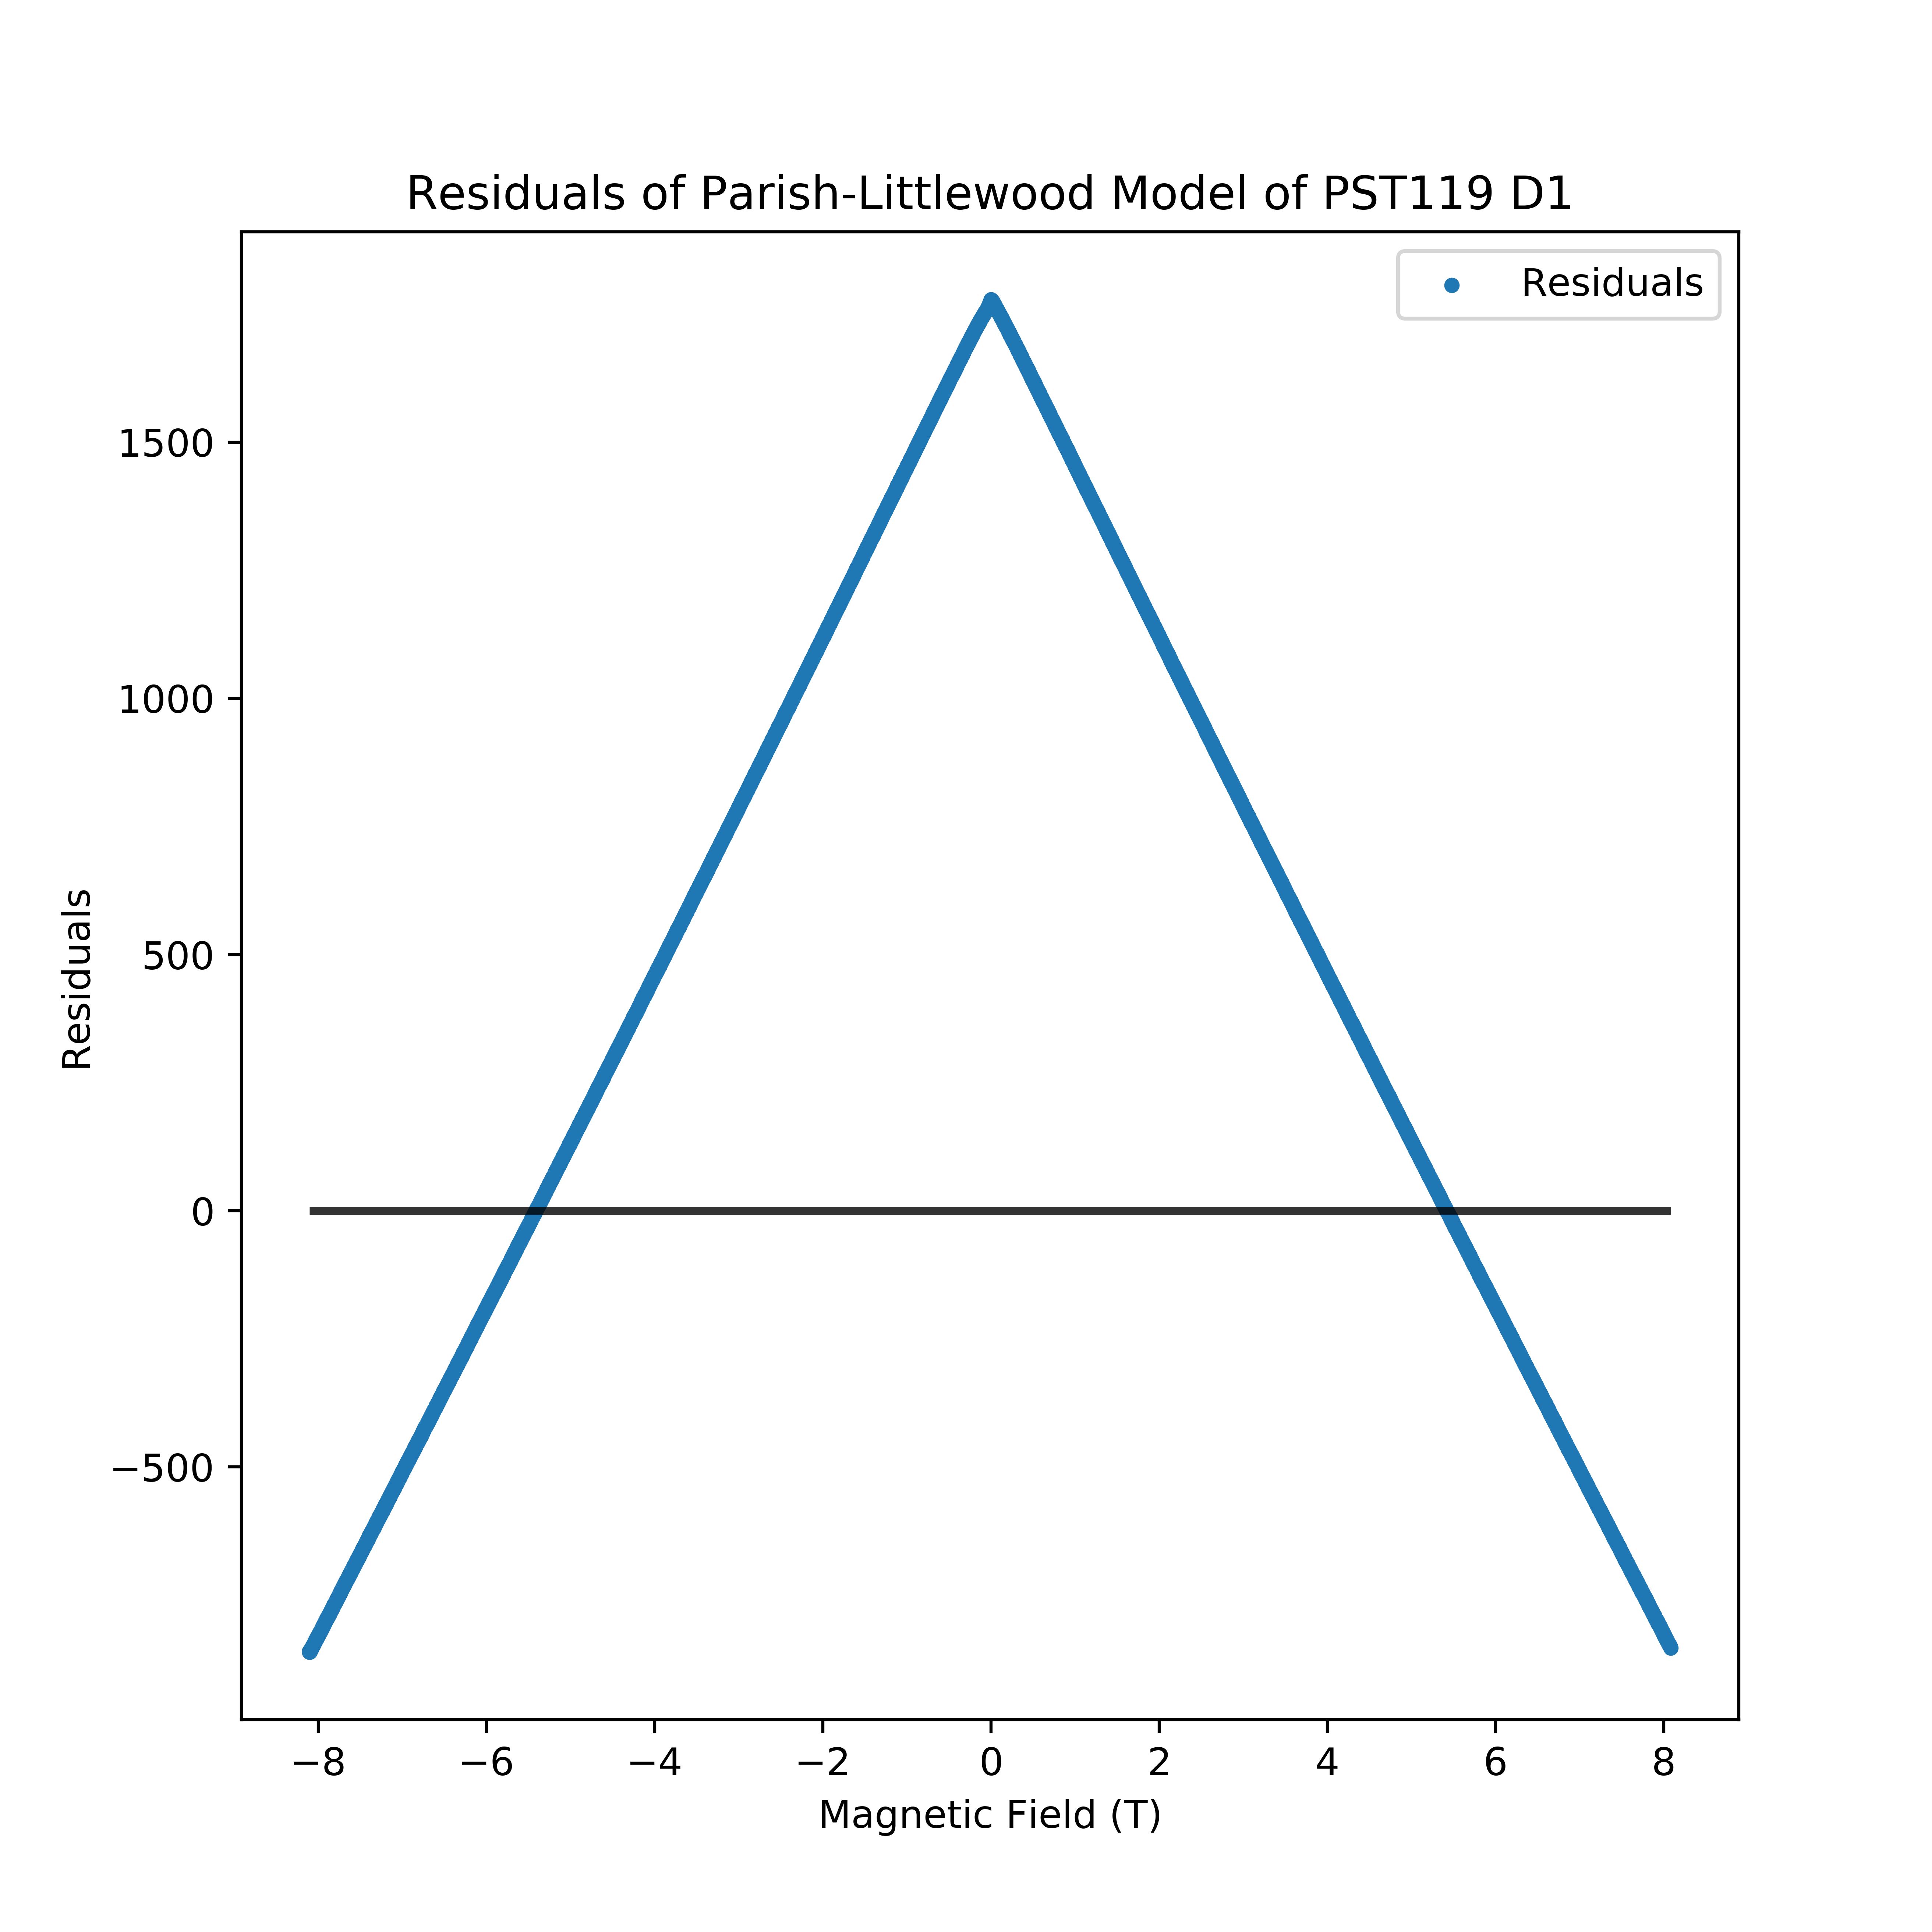 Residuals of Parish-Littlewood Model of PST119 D1
Residuals
1500
1000
500
0
−500
Residuals
−8 −6 −4 −2 0 2 4 6 8
Magnetic Field (T)